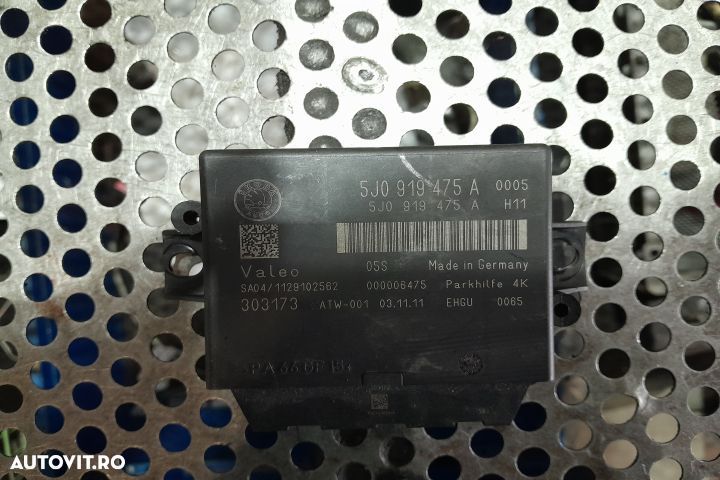 5J0 919 475 A 0005
5J0 919 475 A H11
Valeo 05S Made in Germany
SA04/1129102562 000006475 Parkhilfe 4K
303173 ATW-001 03.11.11 EHGU 0065
AUTOVIT.RO